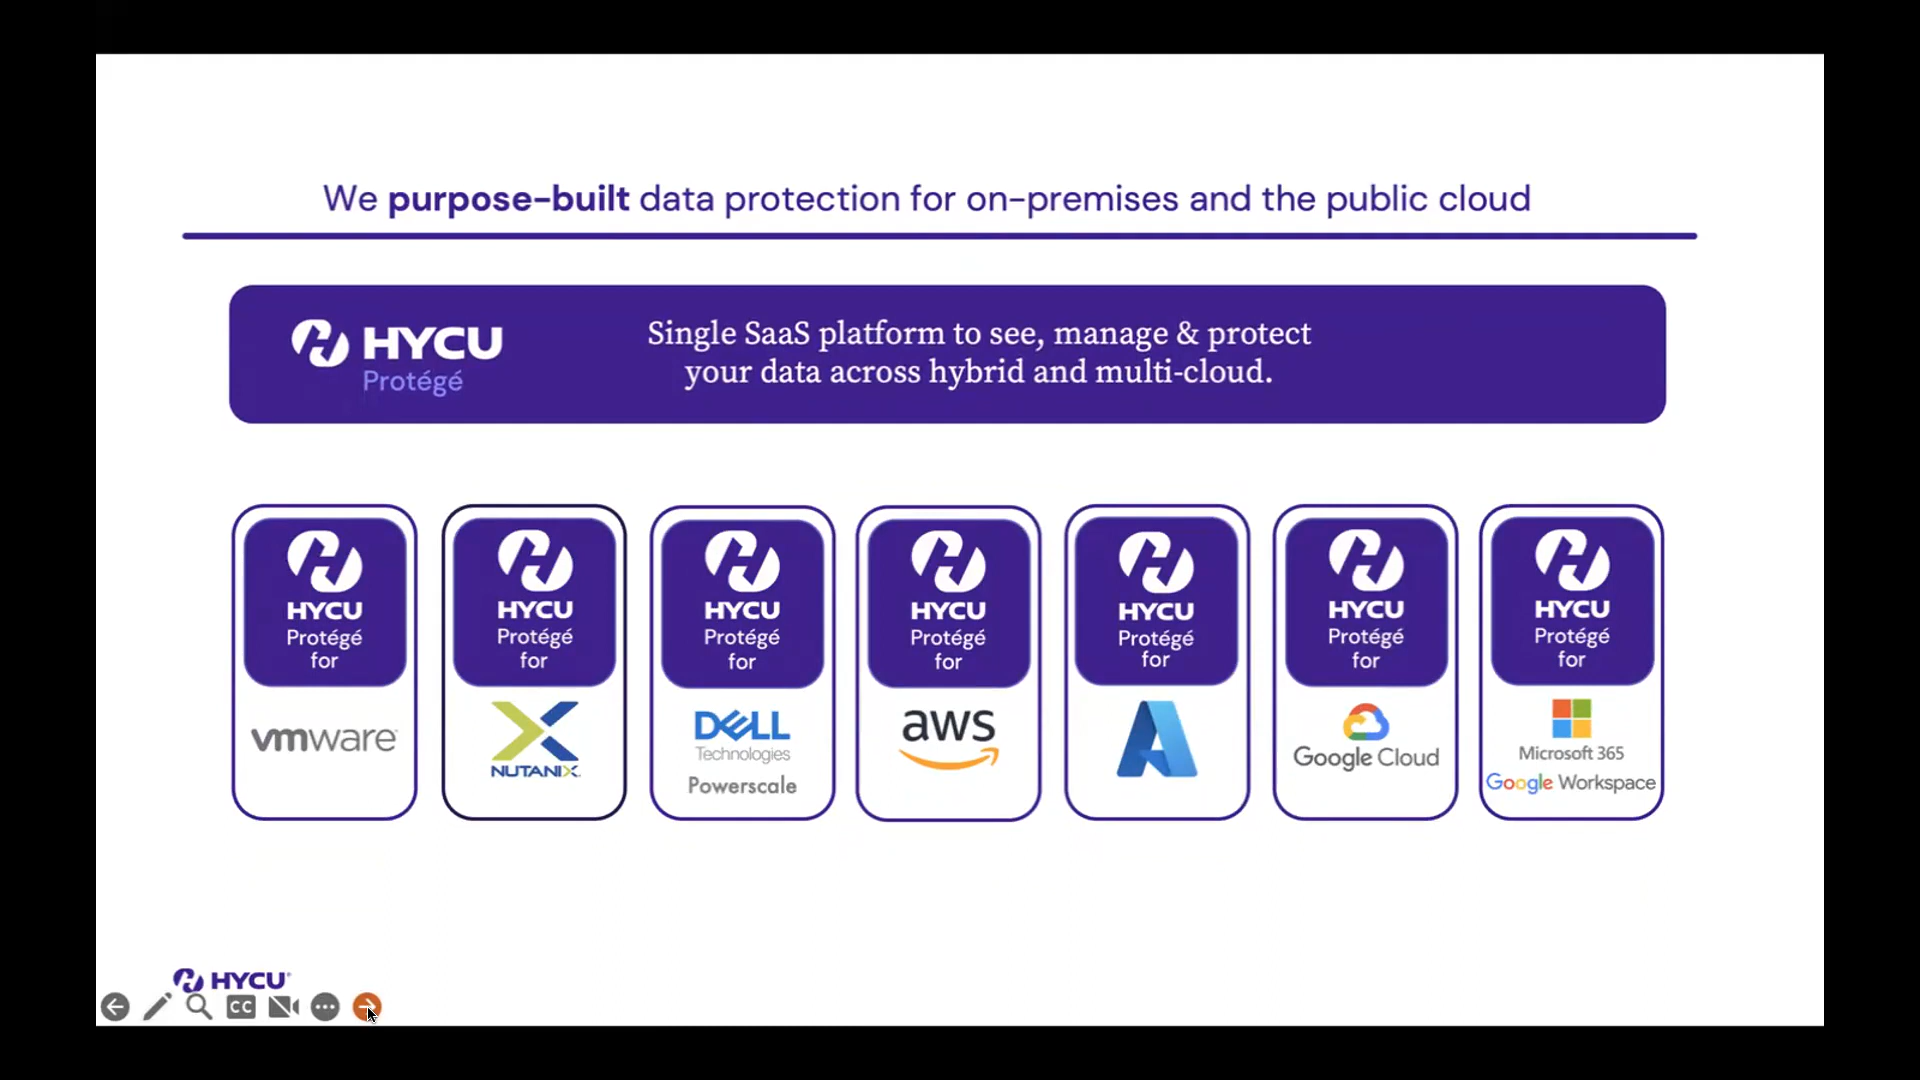 We purpose-built data protection for on-premises and the public cloud
HYCU
Protégé
Single SaaS platform to see, manage & protect
your data across hybrid and multi-cloud.
HYCU
Protégé
for
vmware
HYCU
Protégé
for
NUTANIX
HYCU
Protégé
for
DELL
Technologies
Powerscale
HYCU
Protégé
for
aws
HYCU
Protégé
for
HYCU
Protégé
for
Google Cloud
HYCU
Protégé
for
Microsoft 365
Google Workspace
HYCU
CC